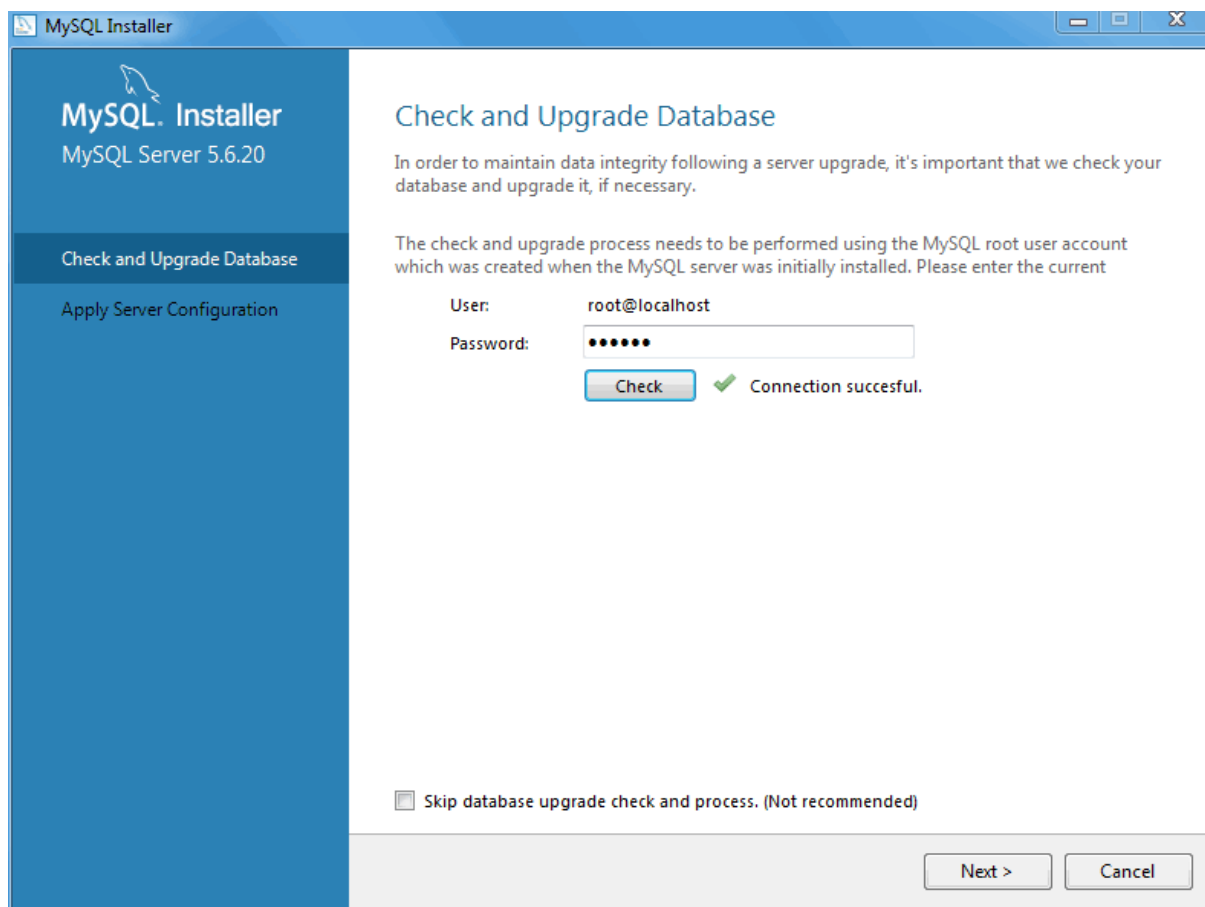 MySQL Installer
MySQL. Installer
MySQL Server 5.6.20
Check and Upgrade Database
Apply Server Configuration
Check and Upgrade Database
In order to maintain data integrity following a server upgrade, it's important that we check your
database and upgrade it, if necessary.
The check and upgrade process needs to be performed using the MySQL root user account
which was created when the MySQL server was initially installed. Please enter the current
User: root@localhost
Password: ••••••
Check Connection succesful.
Skip database upgrade check and process. (Not recommended)
Next > Cancel